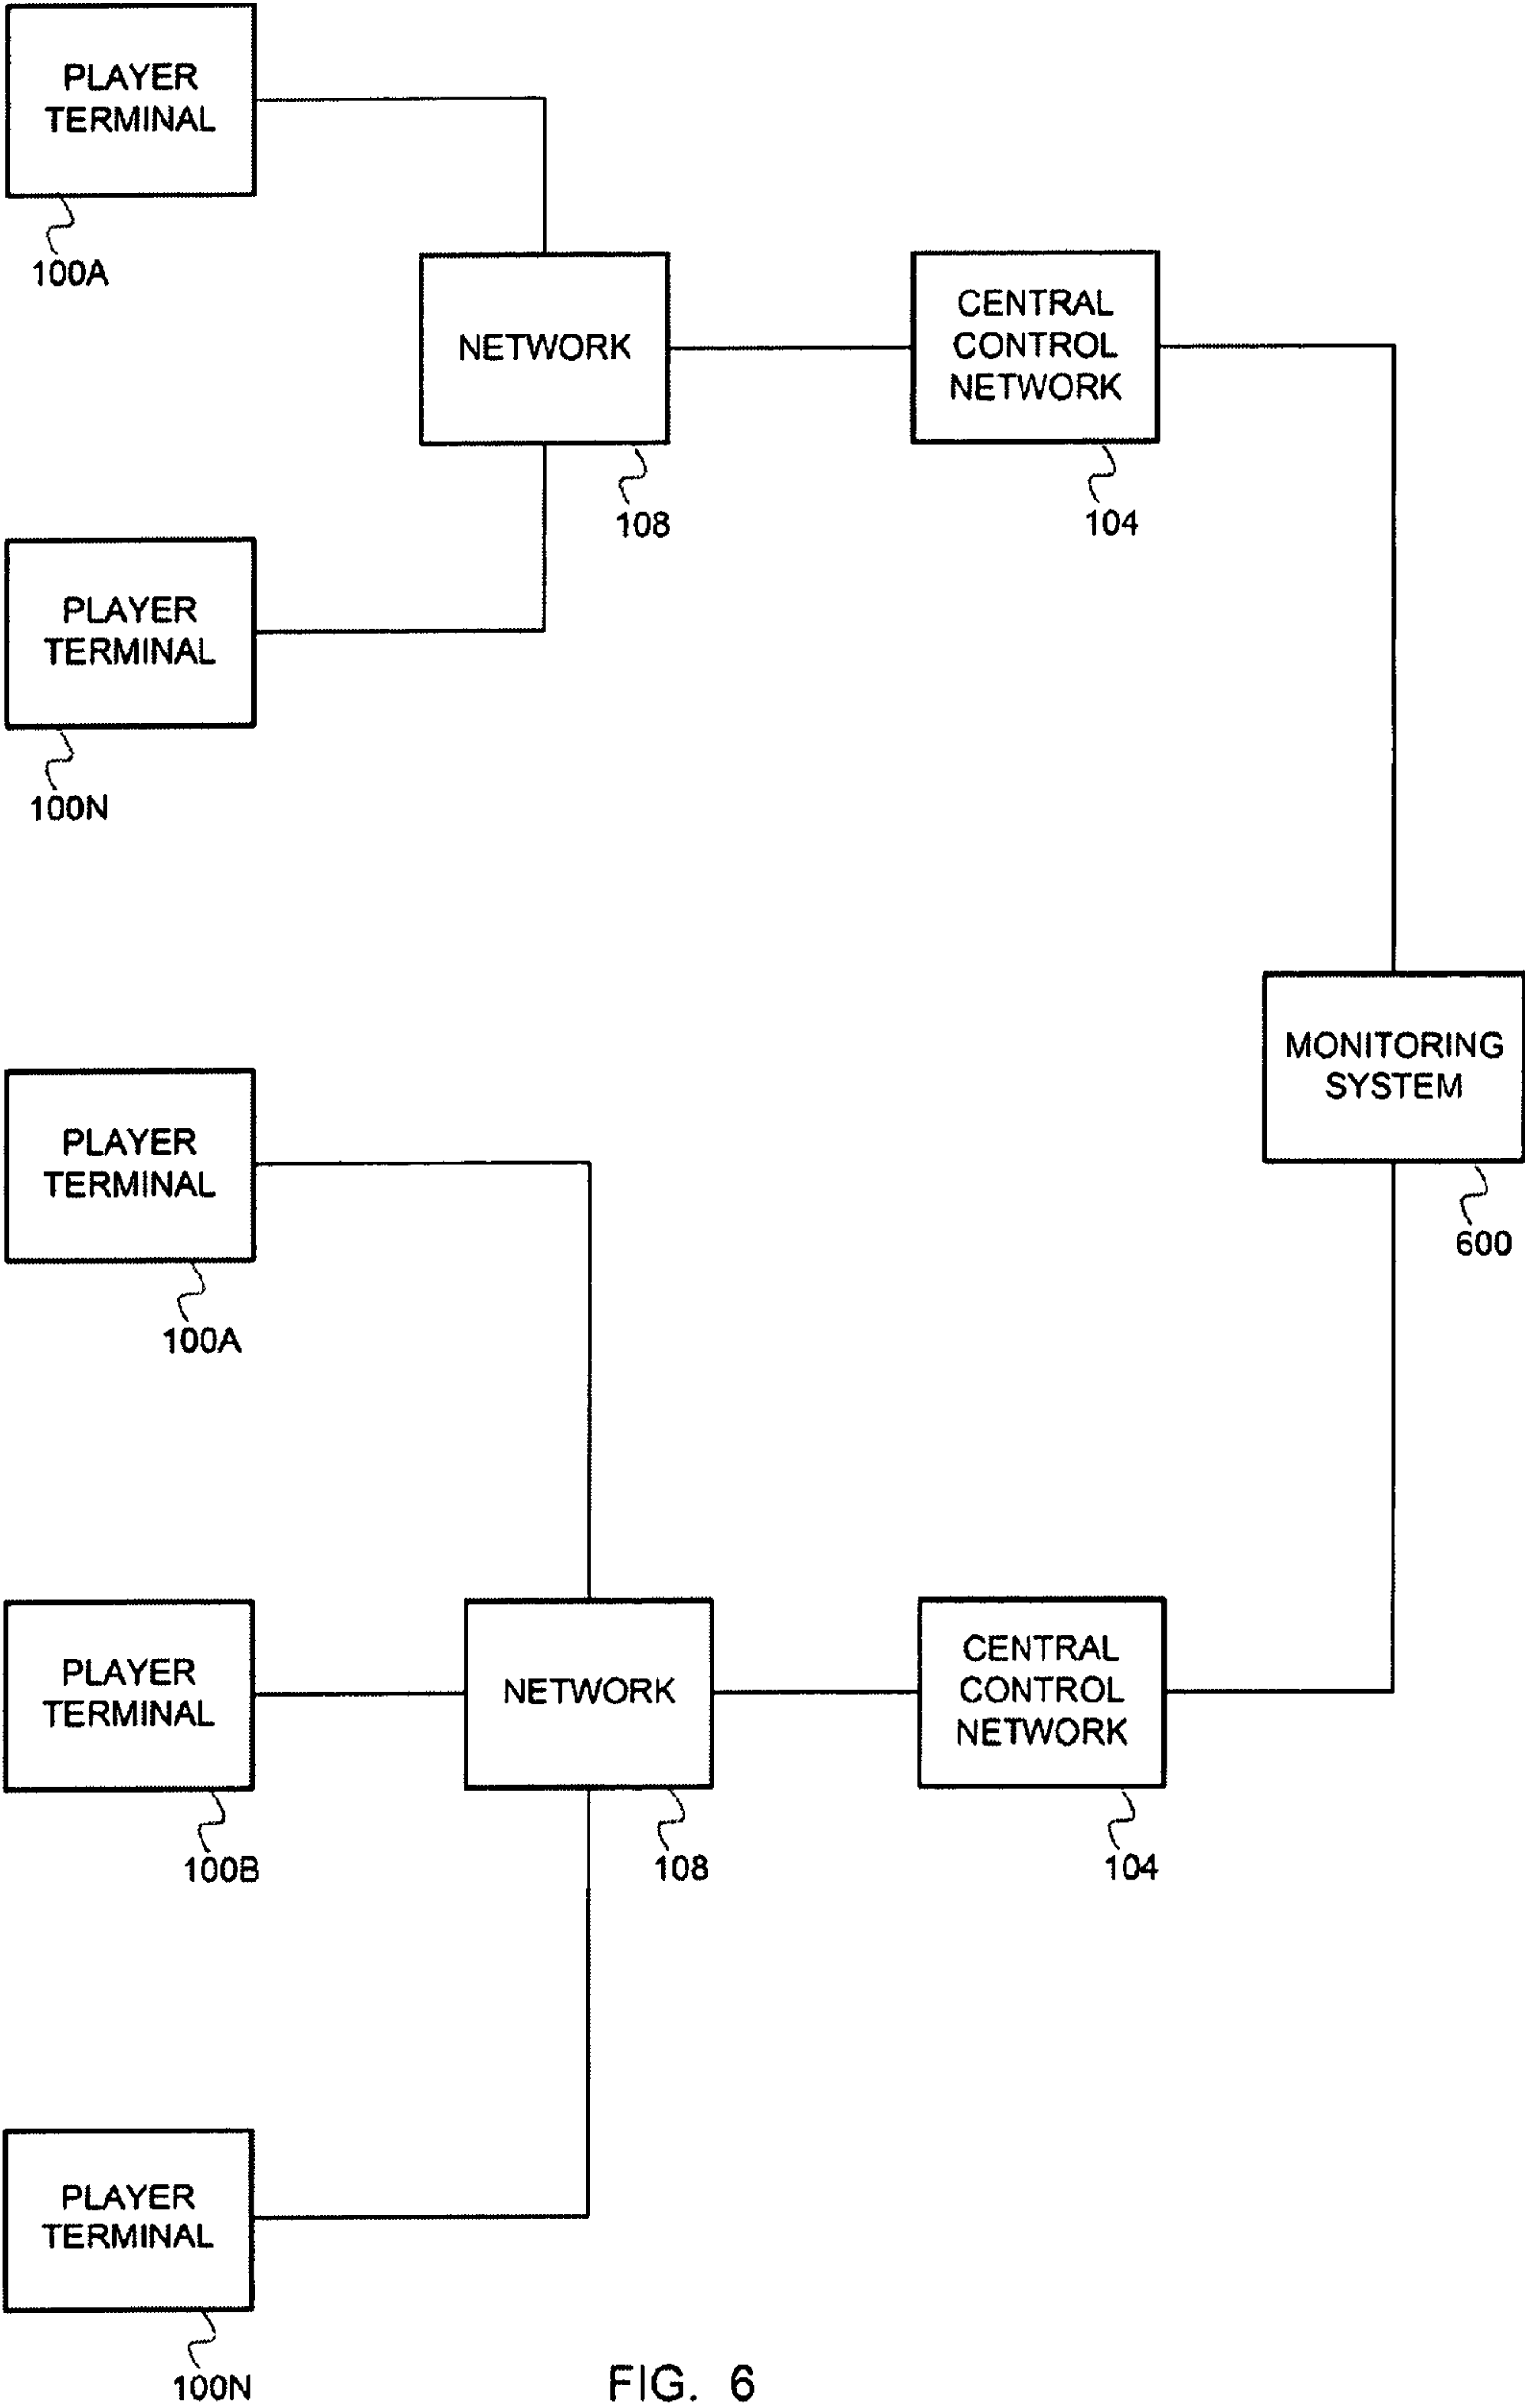 PLAYER
TERMINAL
100A
NETWORK
108
CENTRAL
CONTROL
NETWORK
104
PLAYER
TERMINAL
100N
MONITORING
SYSTEM
600
PLAYER
TERMINAL
100A
PLAYER
TERMINAL
100B
NETWORK
108
CENTRAL
CONTROL
NETWORK
104
PLAYER
TERMINAL
100N
FIG. 6